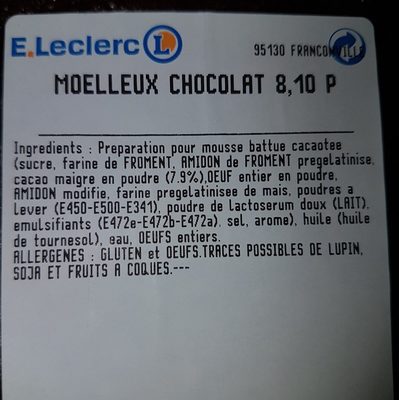 E.Leclerc L
95130 FRANCONVILLE
MOELLEUX CHOCOLAT 8,10 P
Ingredients : Preparation pour mousse battue cacaotee
(sucre, farine de FROMENT, AMIDON de FROMENT pregelatinise,
cacao maigre en poudre (7.9%),OEUF entier en poudre,
AMIDON modifie, farine pregelatinisee de mais, poudres a
lever (E450-E500-E341), poudre de lactoserum doux (LAIT),
emulsifiants (E472e-E472b-E472a), sel, arome), huile (huile
de tournesol), eau, OEUFS entiers.
ALLERGENES : GLUTEN et OEUFS.TRACES POSSIBLES DE LUPIN,
SOJA ET FRUITS A COQUES.---